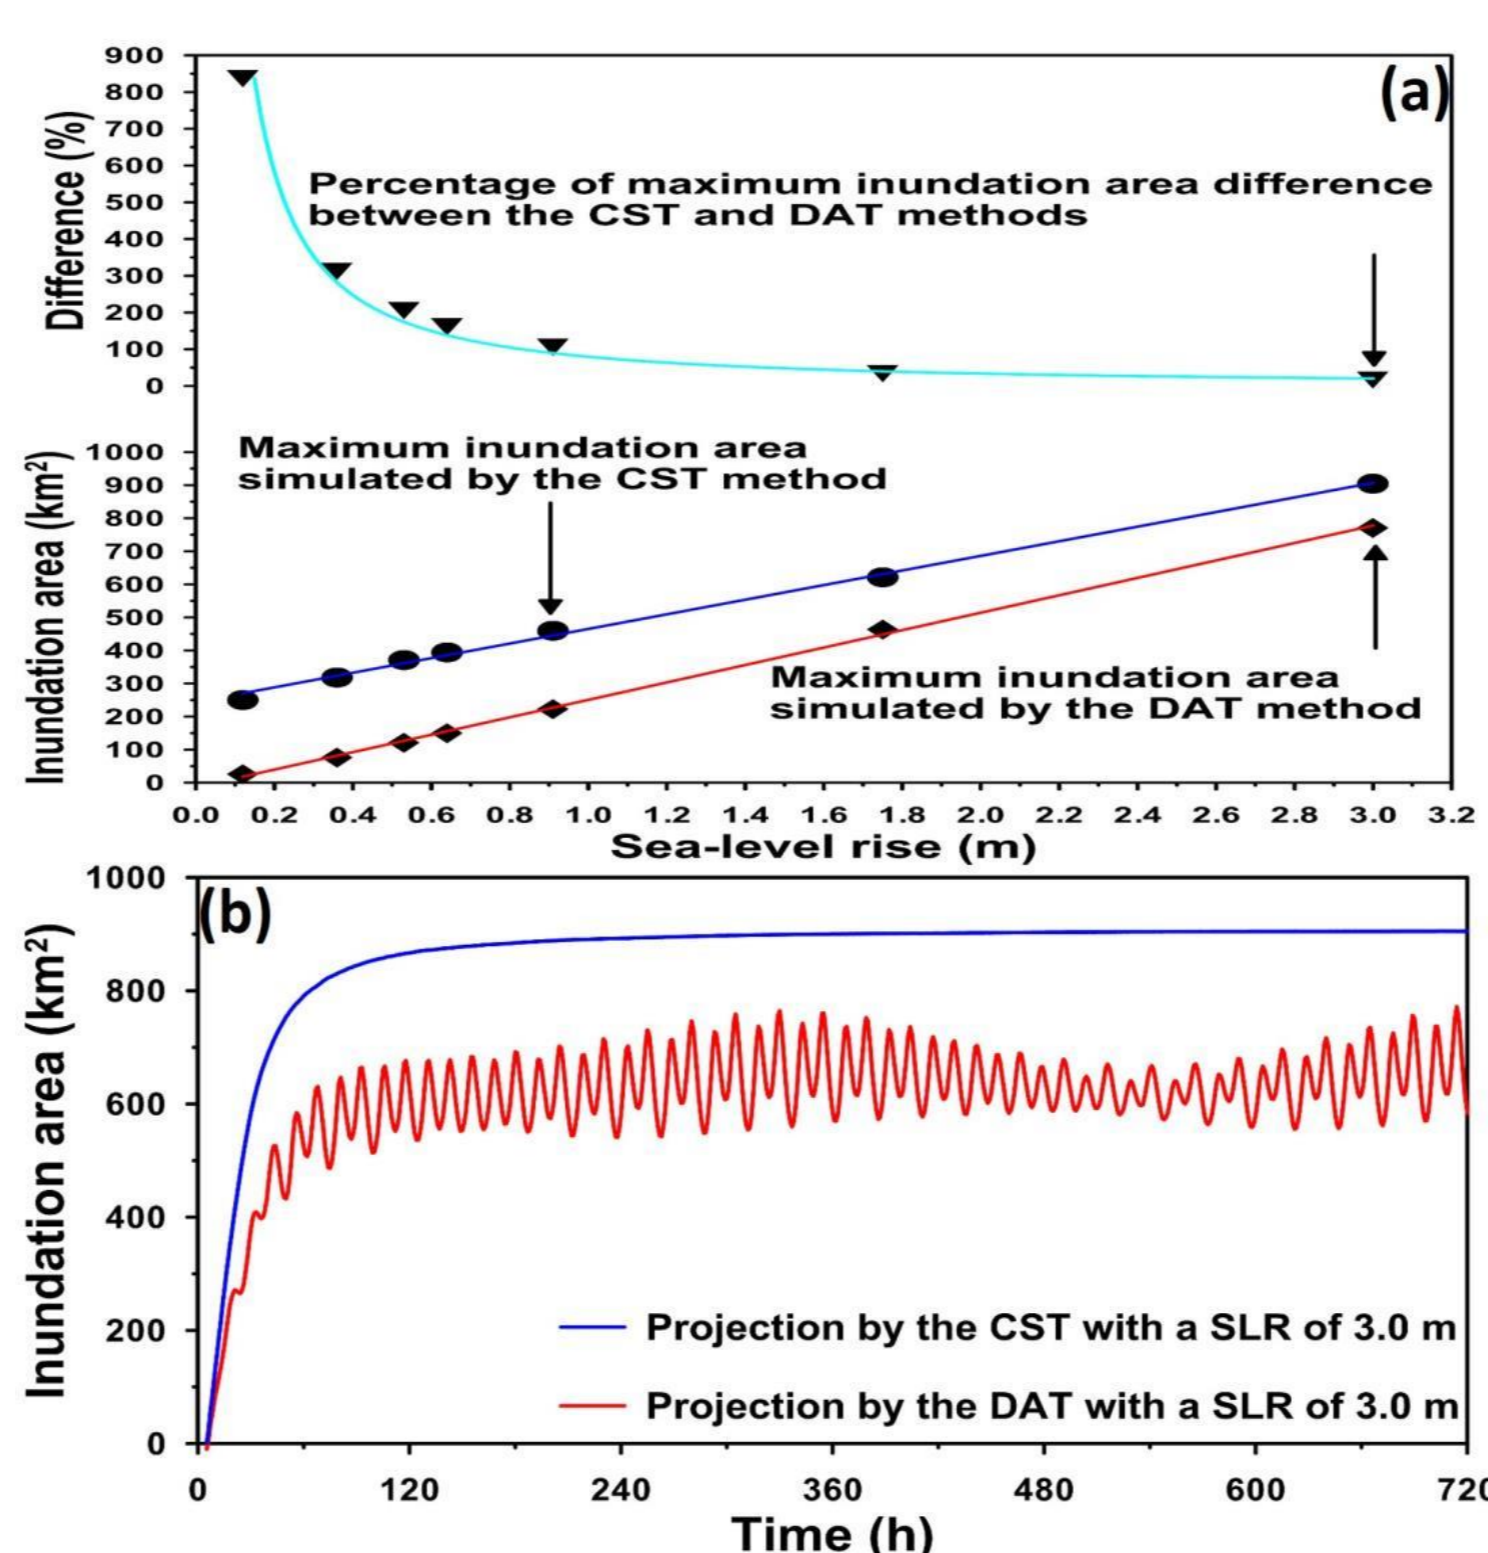 (a)
900
800
700
600
500
400
300
200
100
0
Difference (%)
Percentage of maximum inundation area difference
between the CST and DAT methods
1000
900
800
700
600
500
400
300
200
100
0
Inundation area (km²)
Maximum inundation area
simulated by the CST method
Maximum inundation area
simulated by the DAT method
0.0 0.2 0.4 0.6 0.8 1.0 1.2 1.4 1.6 1.8 2.0 2.2 2.4 2.6 2.8 3.0 3.2
Sea-level rise (m)
(b)
1000
800
600
400
200
0
Inundation area (km²)
Projection by the CST with a SLR of 3.0 m
Projection by the DAT with a SLR of 3.0 m
0 120 240 360 480 600 720
Time (h)